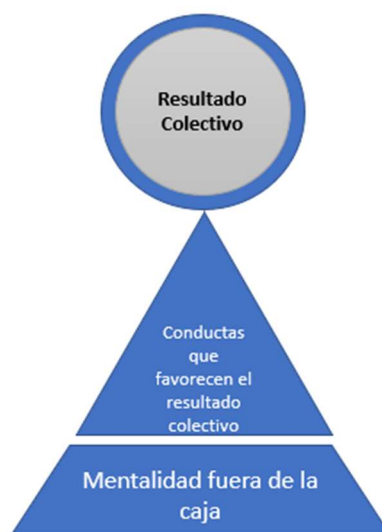 Resultado
Colectivo
Conductas
que
favorecen el
resultado
colectivo
Mentalidad fuera de la
caja